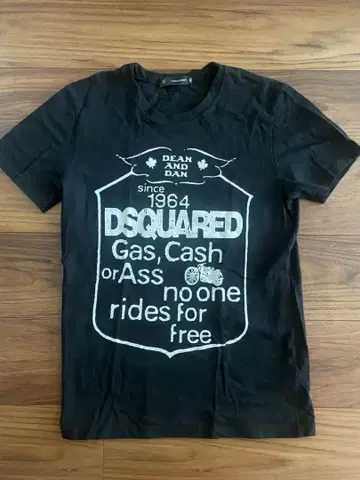 DEAN
AND
DAN
since
1964
DSQUARED
Gas, Cash
or Ass
no one
rides for
free